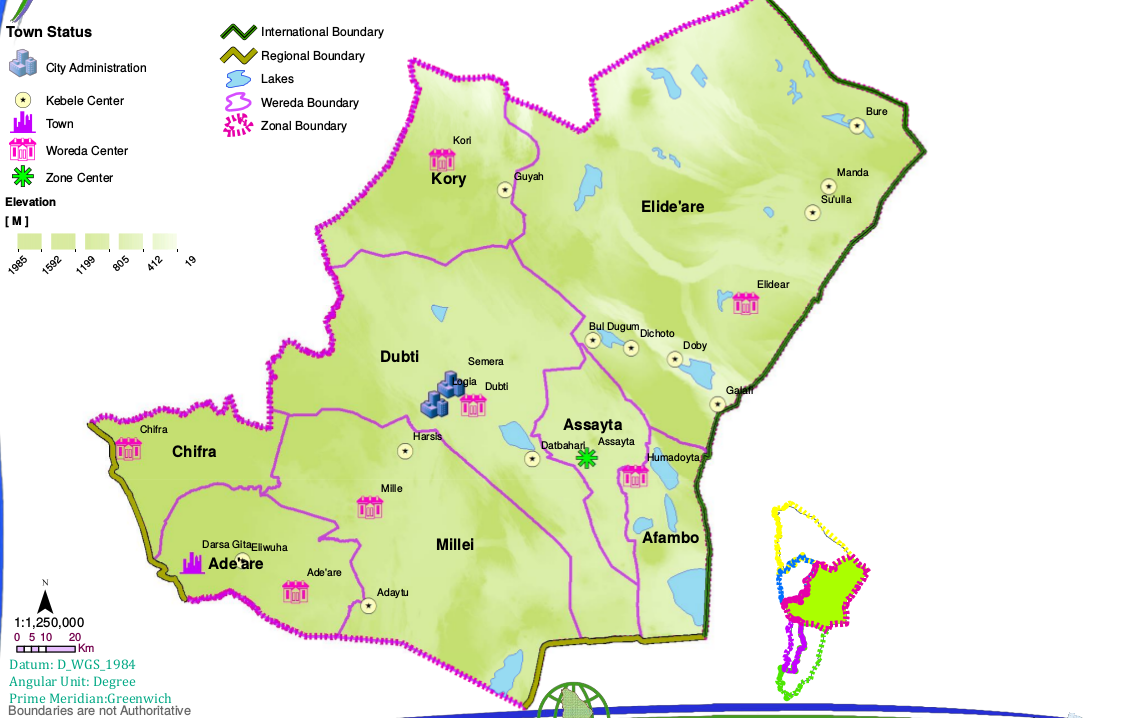 Town Status
City Administration
Kebele Center
Town
Woreda Center
Zone Center
Elevation
[ M ]
1985 1592 1199 805 412 19
International Boundary
Regional Boundary
Lakes
Wereda Boundary
Zonal Boundary
Bure
Kori
Kory
Guyah
Manda
Su'ulla
Elide'are
Elidear
Bul Dugum
Dichoto
Doby
Dubti
Semera
Logia
Dubti
Galafi
Assayta
Chifra
Chifra
Harsis
Datbahari
Assayta
Humadoyta
Mille
Afambo
Millei
Darsa Gita
Eliwuha
Ade'are
Ade'are
Adaytu
N
1:1,250,000
0 5 10 20
Km
Datum: D_WGS_1984
Angular Unit: Degree
Prime Meridian:Greenwich
Boundaries are not Authoritative